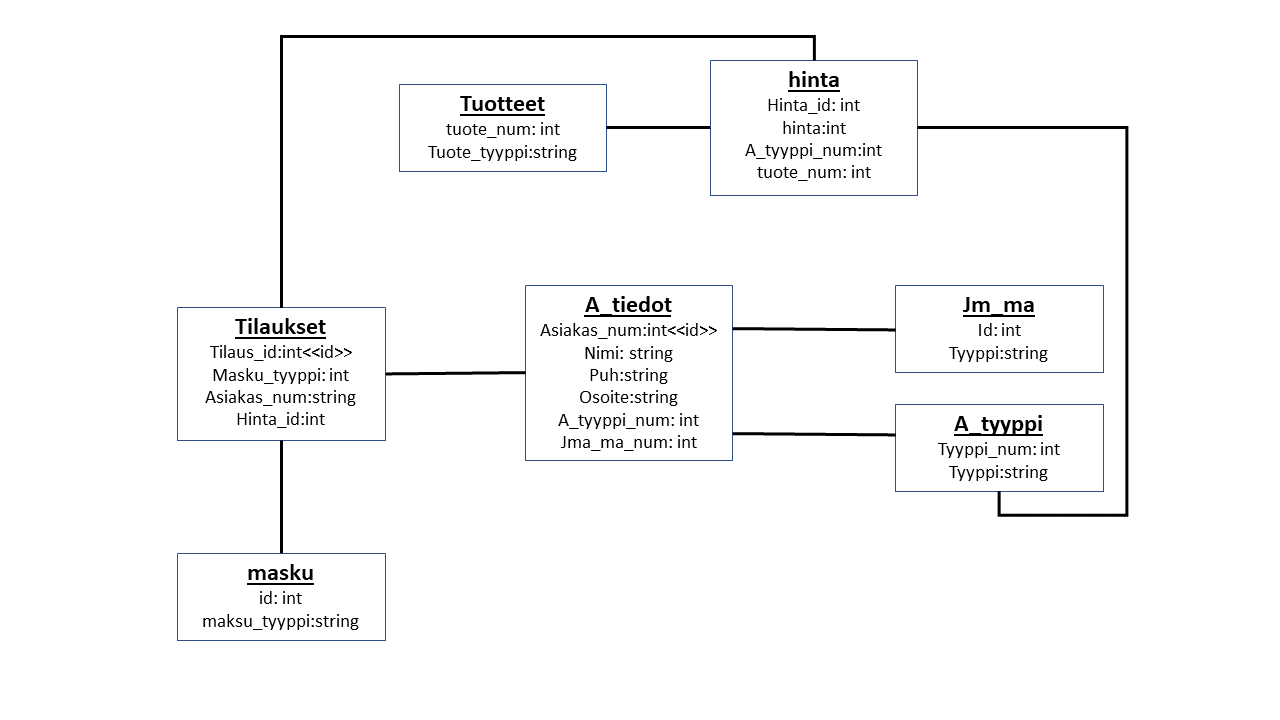 hinta
Hinta_id: int
hinta:int
A_tyyppi_num:int
tuote_num: int
Tuotteet
tuote_num: int
Tuote_tyyppi:string
Tilaukset
Tilaus_id:int<<id>>
Masku_tyyppi: int
Asiakas_num:string
Hinta_id:int
A_tiedot
Asiakas_num:int<<id>>
Nimi: string
Puh:string
Osoite:string
A_tyyppi_num: int
Jma_ma_num: int
Jm_ma
Id: int
Tyyppi:string
A_tyyppi
Tyyppi_num: int
Tyyppi:string
masku
id: int
maksu_tyyppi:string